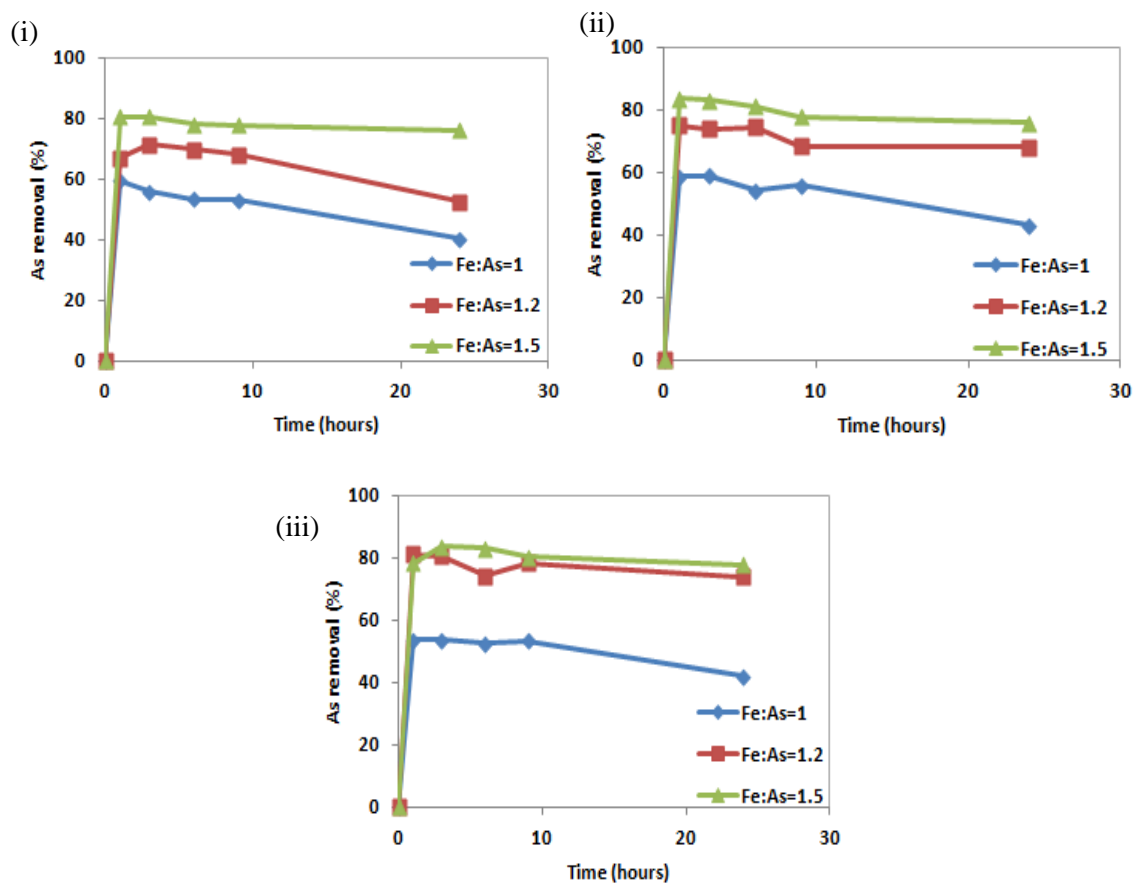 (i)
100
80
60
40
20
0
As removal (%)
0 10 20 30
Time (hours)
Fe:As=1
Fe:As=1.2
Fe:As=1.5
(ii)
100
80
60
40
20
0
As removal (%)
0 10 20 30
Time (hours)
Fe:As=1
Fe:As=1.2
Fe:As=1.5
(iii)
100
80
60
40
20
0
As removal (%)
0 10 20 30
Time (hours)
Fe:As=1
Fe:As=1.2
Fe:As=1.5